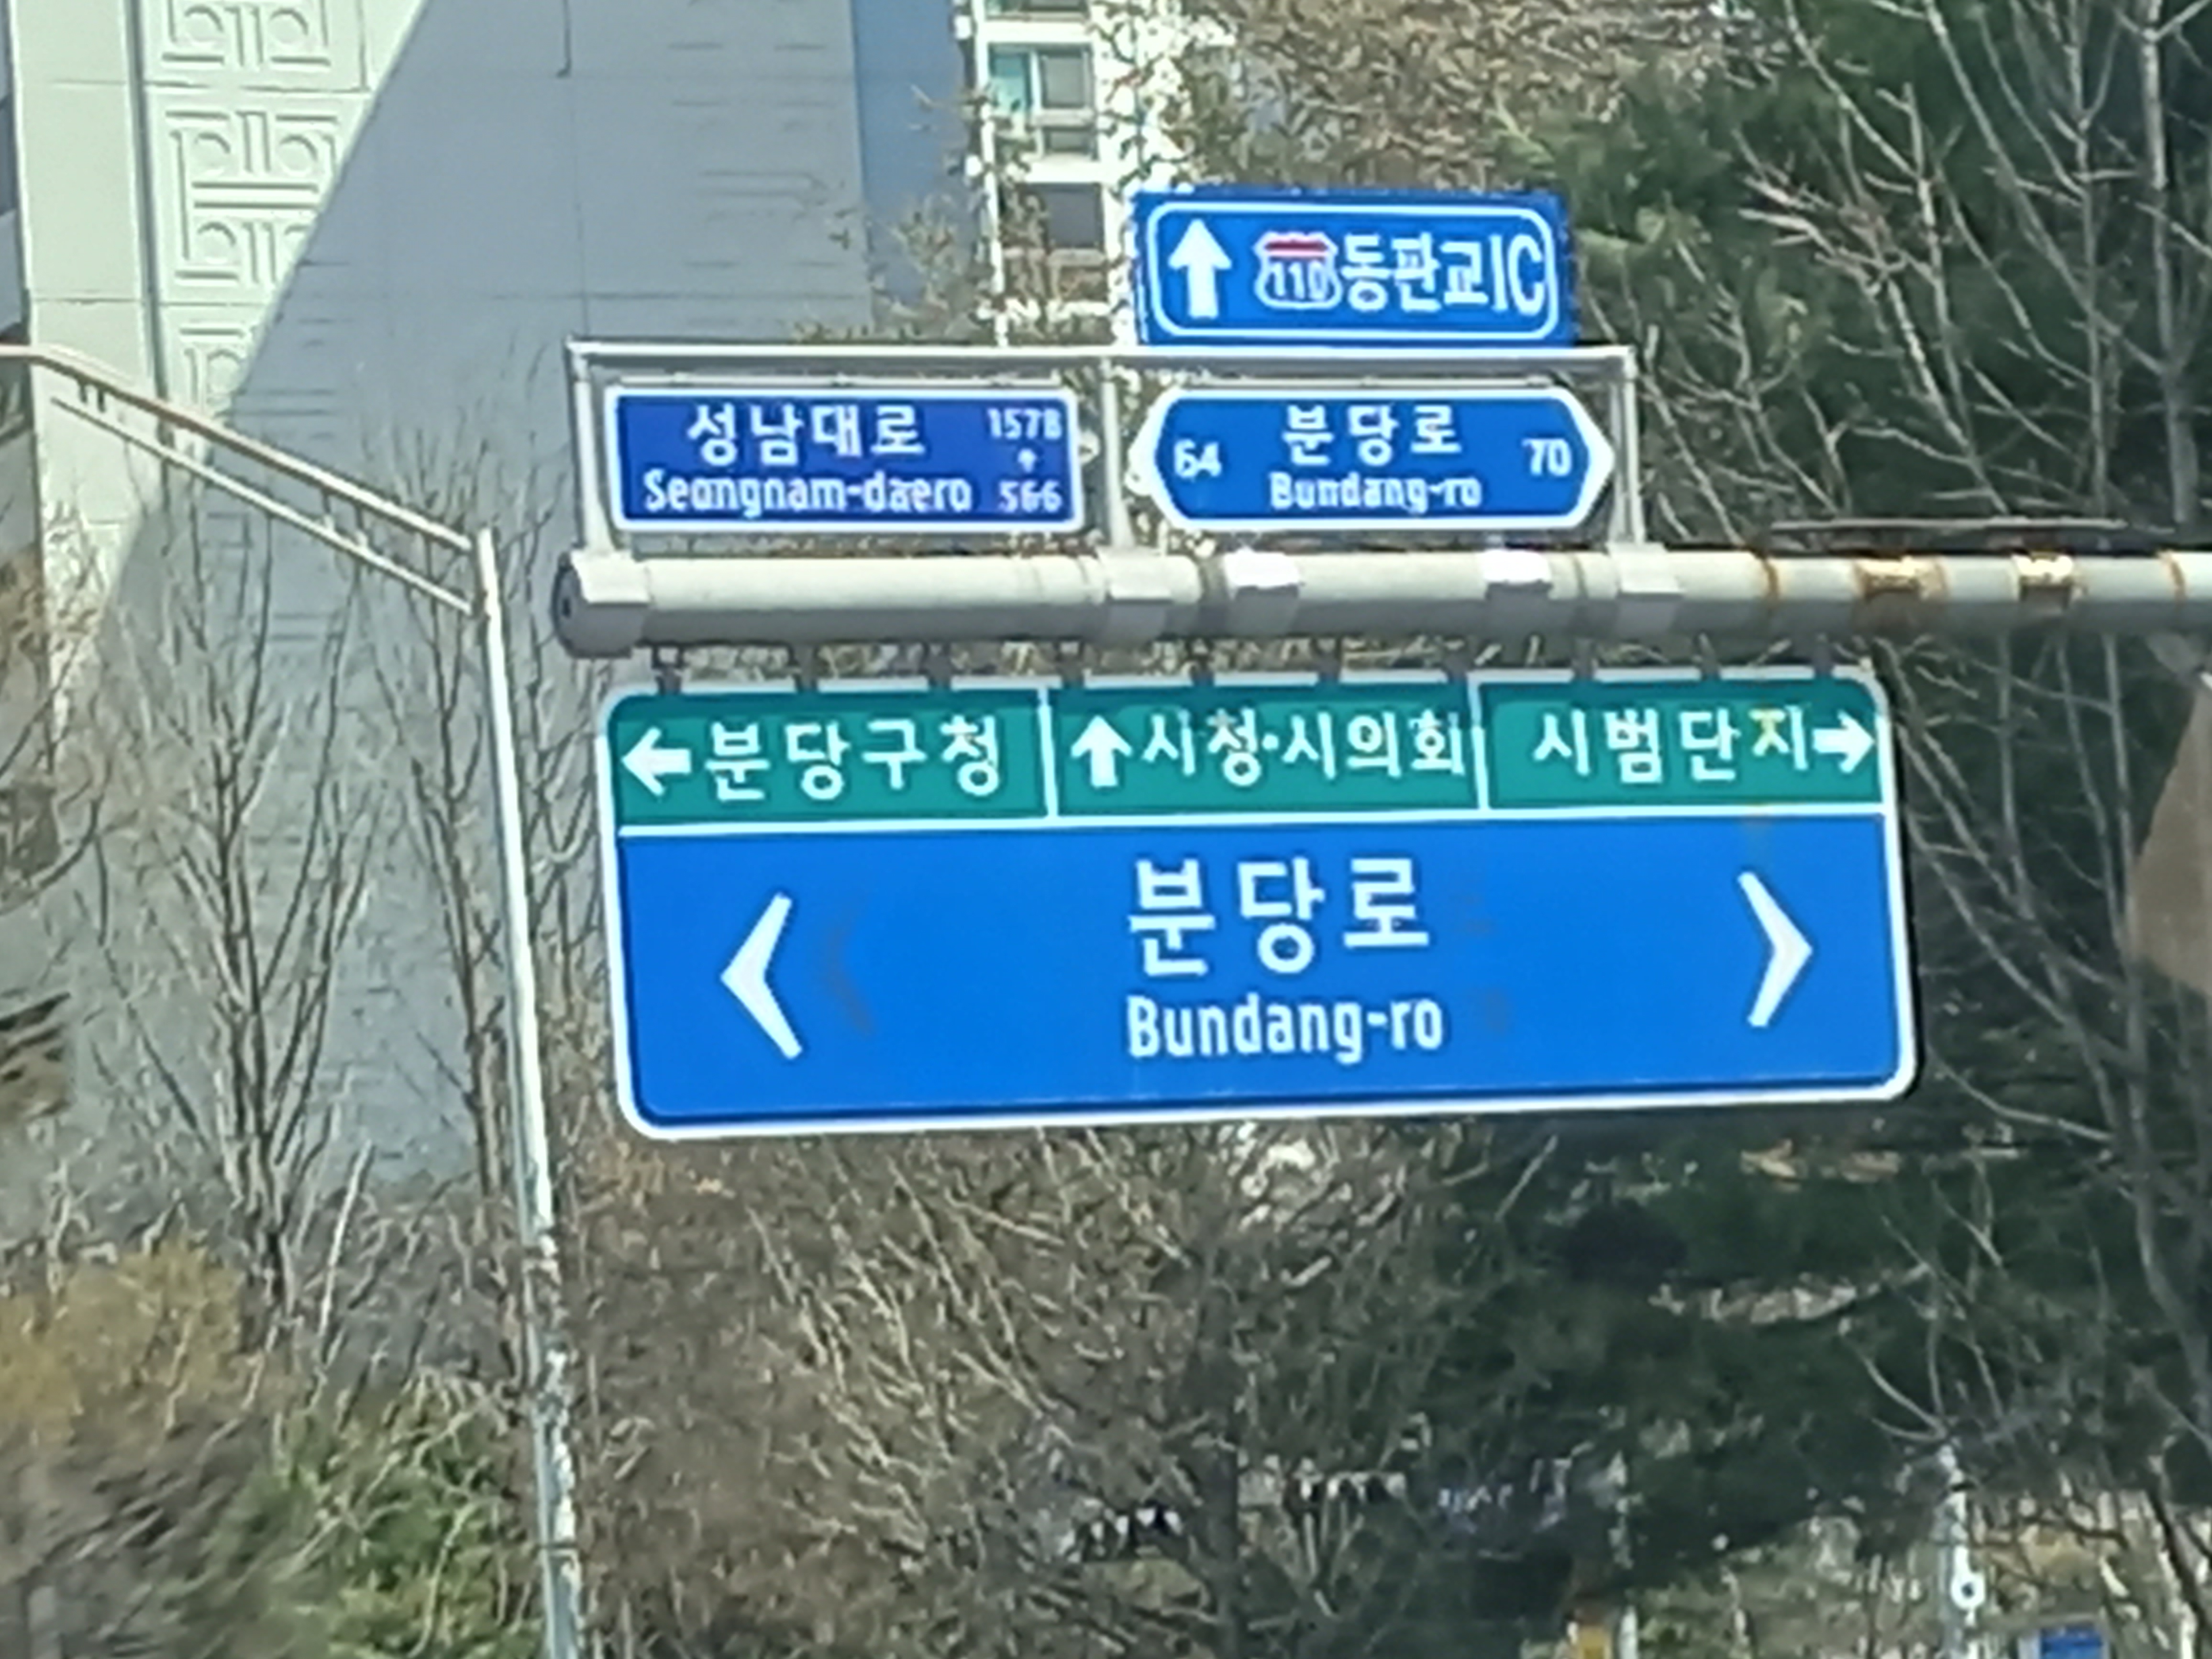 110 동판교IC
성남대로 1578
Seongnam-daero 566
64 분당로 70
Bundang-ro
분당구청 시청·시의회 시범단지
분당로
Bundang-ro